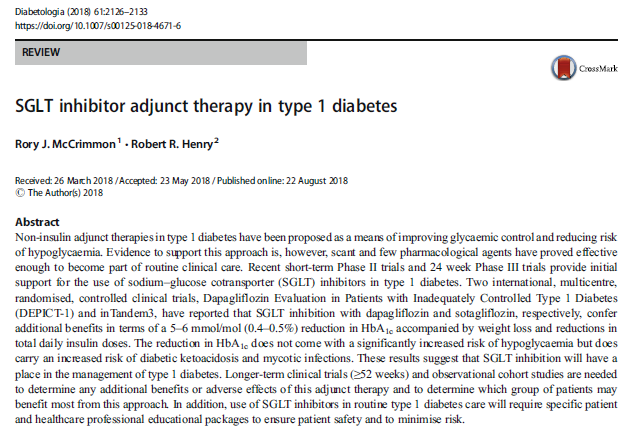 Diabetologia (2018) 61:2126–2133
https://doi.org/10.1007/s00125-018-4671-6
REVIEW
CrossMark
SGLT inhibitor adjunct therapy in type 1 diabetes
Rory J. McCrimmon1 · Robert R. Henry2
Received: 26 March 2018 / Accepted: 23 May 2018 / Published online: 22 August 2018
© The Author(s) 2018
Abstract
Non-insulin adjunct therapies in type 1 diabetes have been proposed as a means of improving glycaemic control and reducing risk
of hypoglycaemia. Evidence to support this approach is, however, scant and few pharmacological agents have proved effective
enough to become part of routine clinical care. Recent short-term Phase II trials and 24 week Phase III trials provide initial
support for the use of sodium–glucose cotransporter (SGLT) inhibitors in type 1 diabetes. Two international, multicentre,
randomised, controlled clinical trials, Dapagliflozin Evaluation in Patients with Inadequately Controlled Type 1 Diabetes
(DEPICT-1) and inTandem3, have reported that SGLT inhibition with dapagliflozin and sotagliflozin, respectively, confer
additional benefits in terms of a 5–6 mmol/mol (0.4–0.5%) reduction in HbA1c accompanied by weight loss and reductions in
total daily insulin doses. The reduction in HbA1c does not come with a significantly increased risk of hypoglycaemia but does
carry an increased risk of diabetic ketoacidosis and mycotic infections. These results suggest that SGLT inhibition will have a
place in the management of type 1 diabetes. Longer-term clinical trials (≥52 weeks) and observational cohort studies are needed
to determine any additional benefits or adverse effects of this adjunct therapy and to determine which group of patients may
benefit most from this approach. In addition, use of SGLT inhibitors in routine type 1 diabetes care will require specific patient
and healthcare professional educational packages to ensure patient safety and to minimise risk.